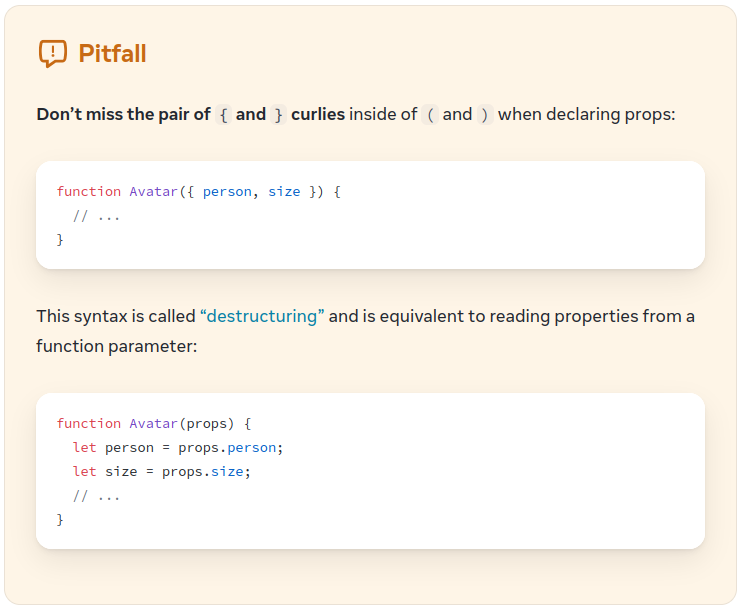 Pitfall
Don’t miss the pair of { and } curlies inside of ( and ) when declaring props:
function Avatar({ person, size }) {
  // ...
}
This syntax is called “destructuring” and is equivalent to reading properties from a
function parameter:
function Avatar(props) {
  let person = props.person;
  let size = props.size;
  // ...
}